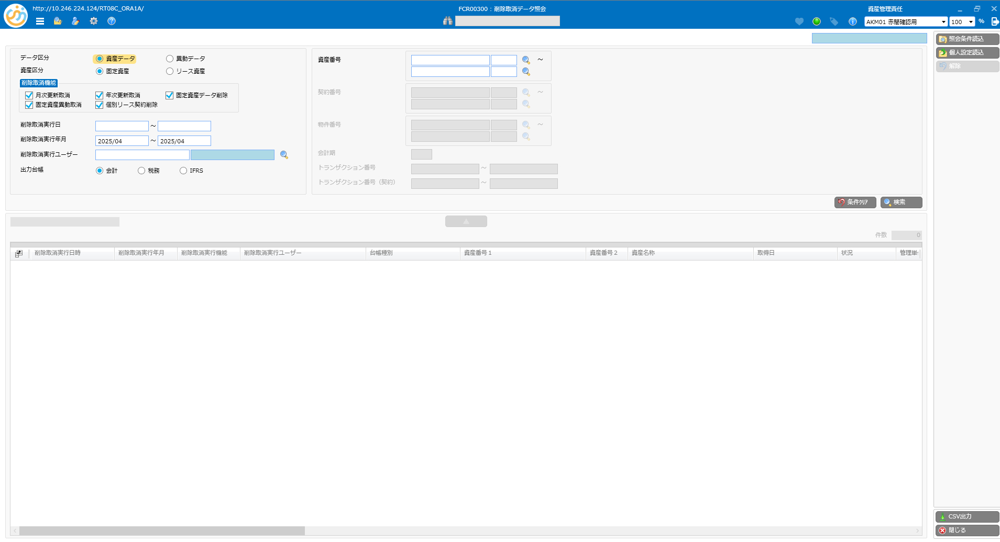 http://10.246.224.124/RT08C_ORA1A/
FCR00300：削除取消データ照会
資産管理責任
AKM01 赤間確認用
100
%
照会条件読込
個人設定読込
解除
データ区分
資産データ
異動データ
資産区分
固定資産
リース資産
削除取消機能
月次更新取消
年次更新取消
固定資産データ削除
固定資産異動取消
個別リース契約削除
削除取消実行日
～
削除取消実行年月
2025/04
～
2025/04
削除取消実行ユーザー
出力台帳
会計
税務
IFRS
資産番号
～
契約番号
～
物件番号
～
会計期
トランザクション番号
～
トランザクション番号（契約）
～
条件ｸﾘｱ
検索
件数
0
削除取消実行日時
削除取消実行年月
削除取消実行機能
削除取消実行ユーザー
台帳種別
資産番号１
資産番号２
資産名称
取得日
状況
管理単
CSV出力
閉じる